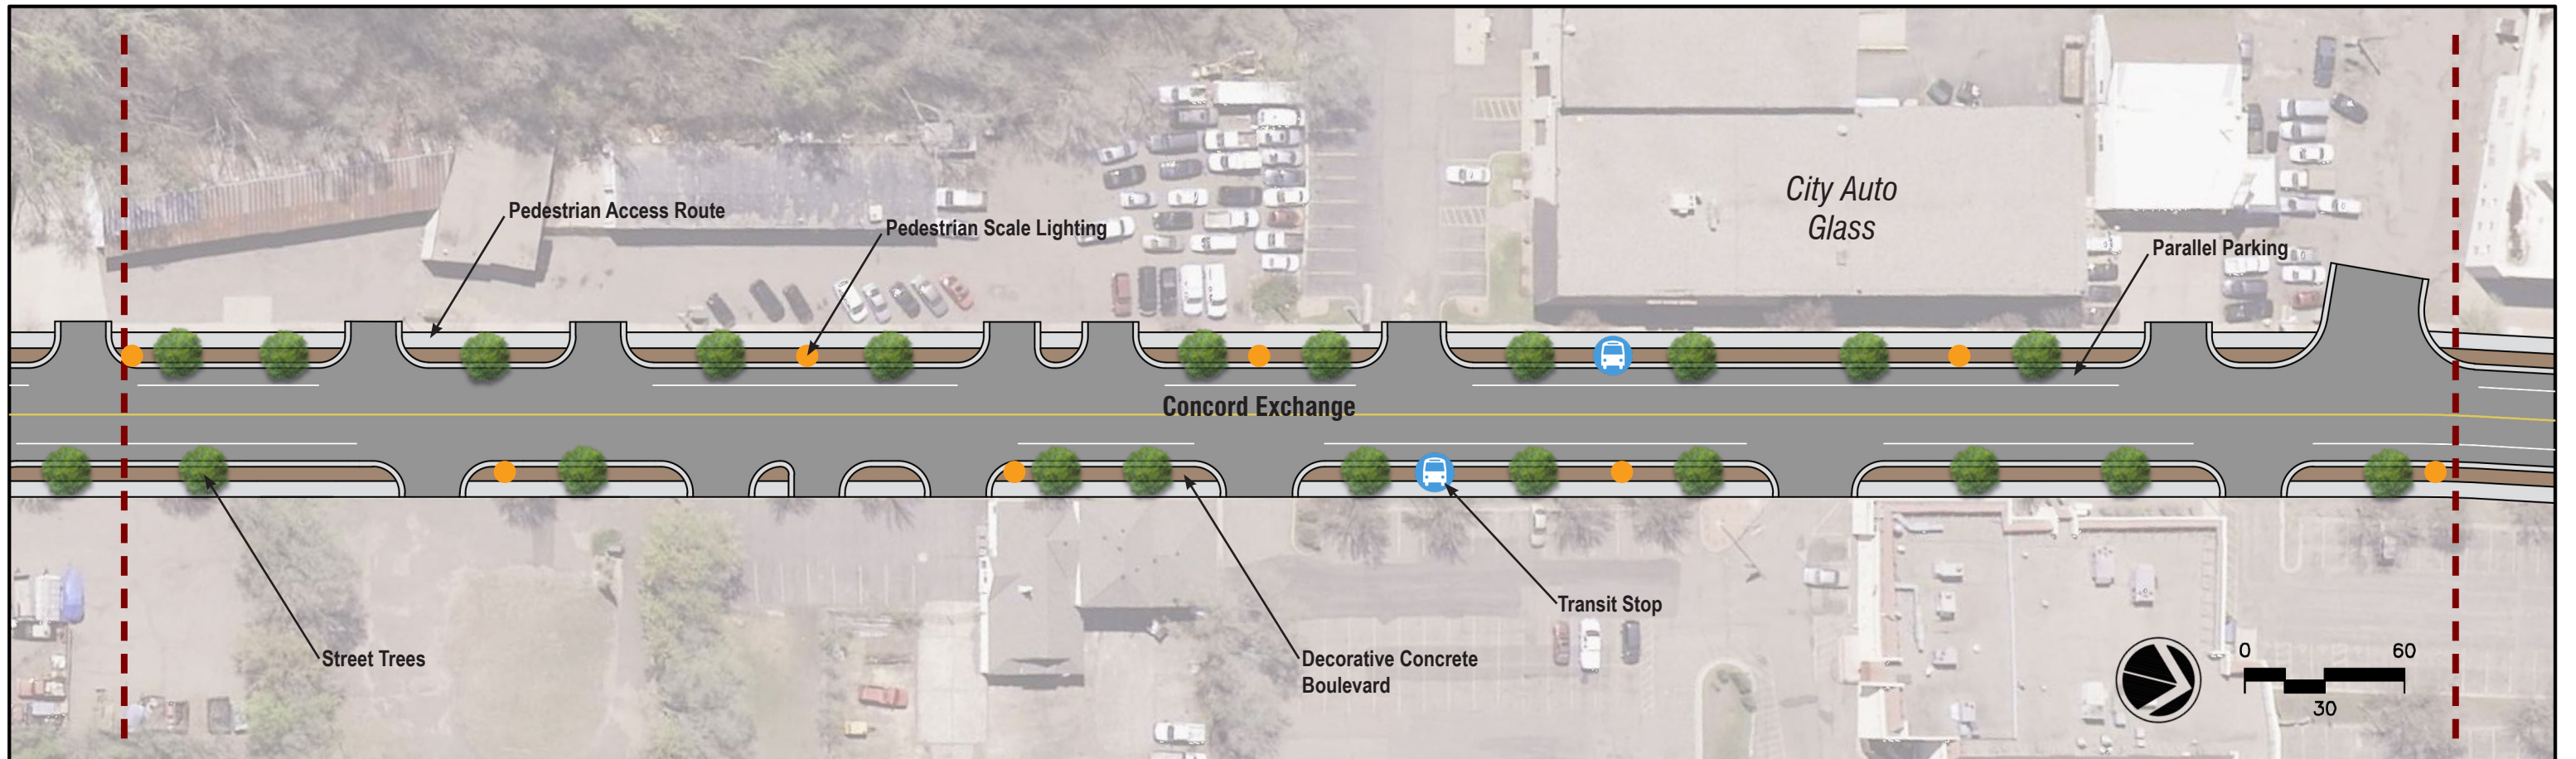 City Auto
Glass
Pedestrian Access Route
Pedestrian Scale Lighting
Parallel Parking
Concord Exchange
Transit Stop
Street Trees
Decorative Concrete
Boulevard
0
60
30